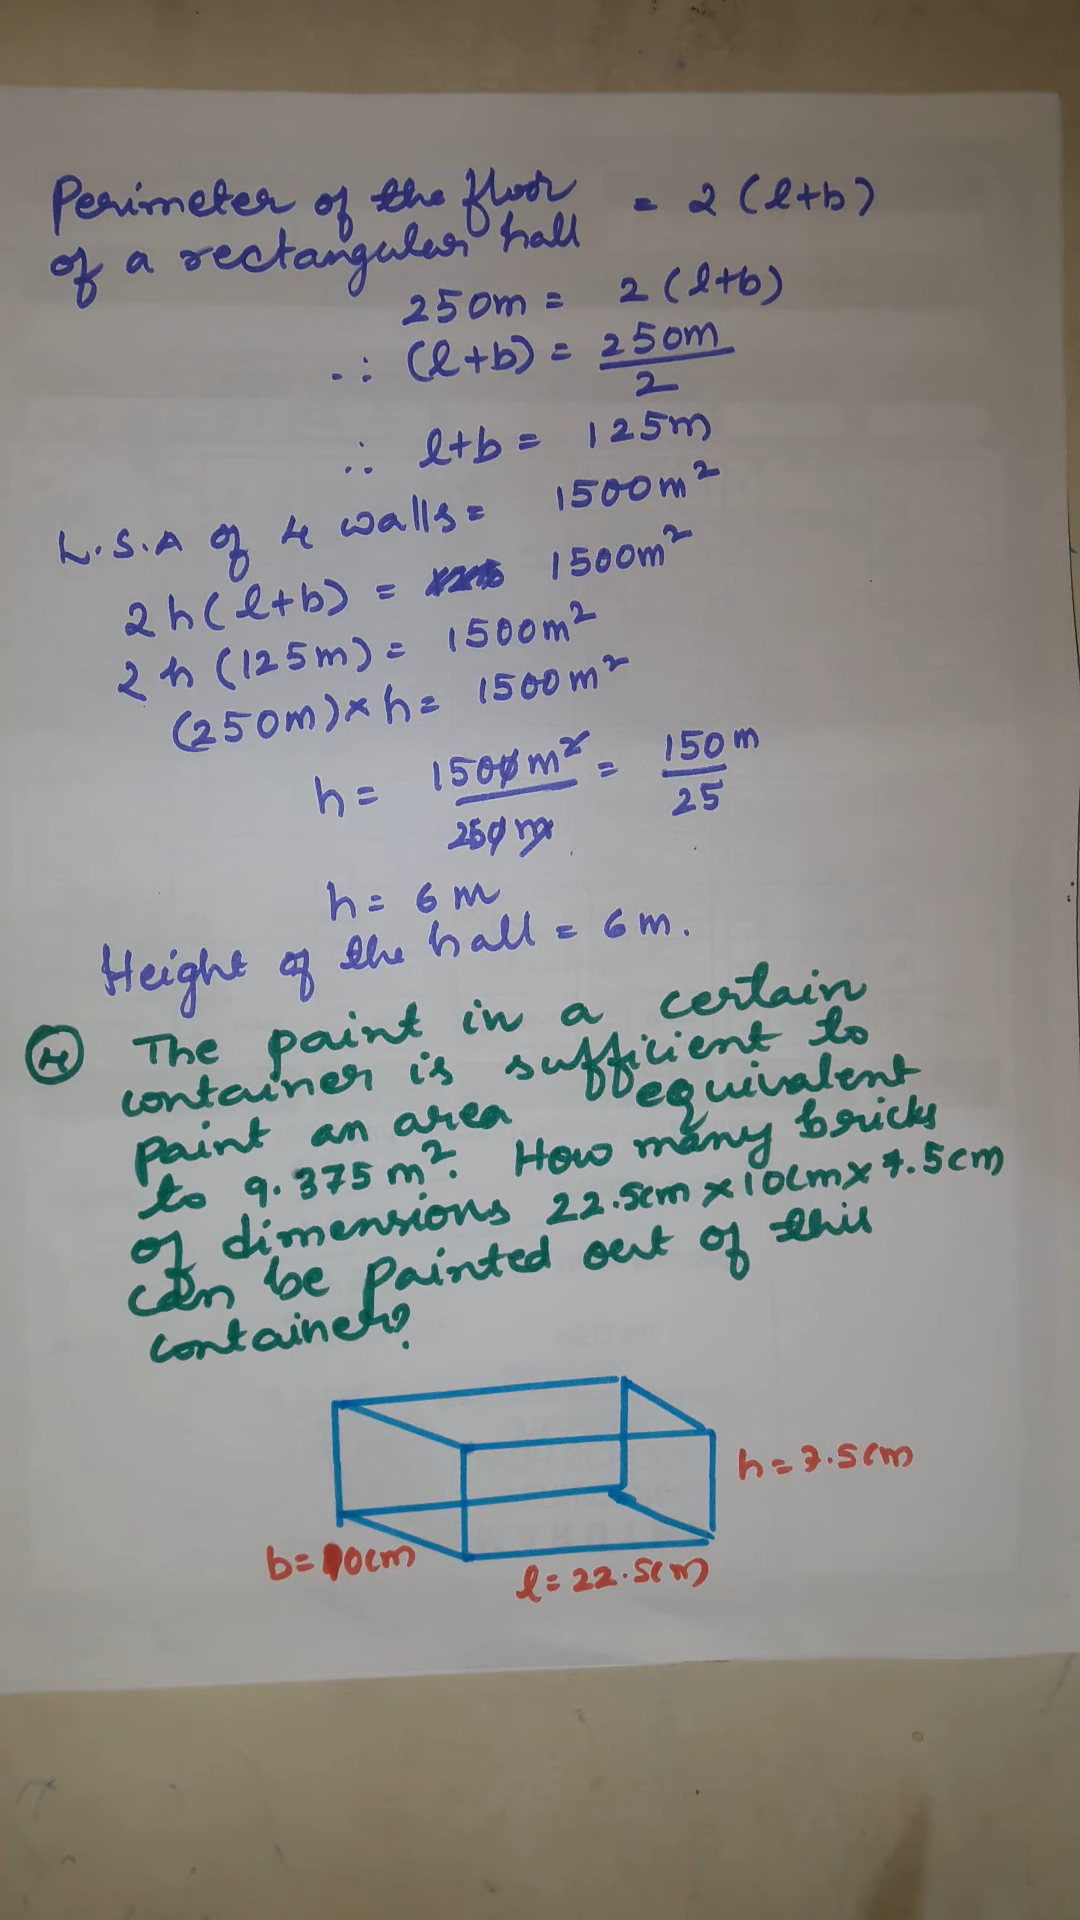 Perimeter of the floor = 2 (l+b)
of a rectangular hall
250m = 2 (l+b)
∴ (l+b) = 250m
2
∴ l+b = 125m
L.S.A of 4 walls = 1500m²
2h(l+b) = 1500m²
2h (125m) = 1500m²
(250m)×h = 1500m²
h = 1500m² = 150m
250m 25
h = 6m
Height of the hall = 6m.
4 The paint in a certain
container is sufficient to
paint an area equivalent
to 9.375m². How many bricks
of dimensions 22.5cm×10cm×7.5cm
can be painted out of this
container?
h=7.5cm
b=10cm
l=22.5cm